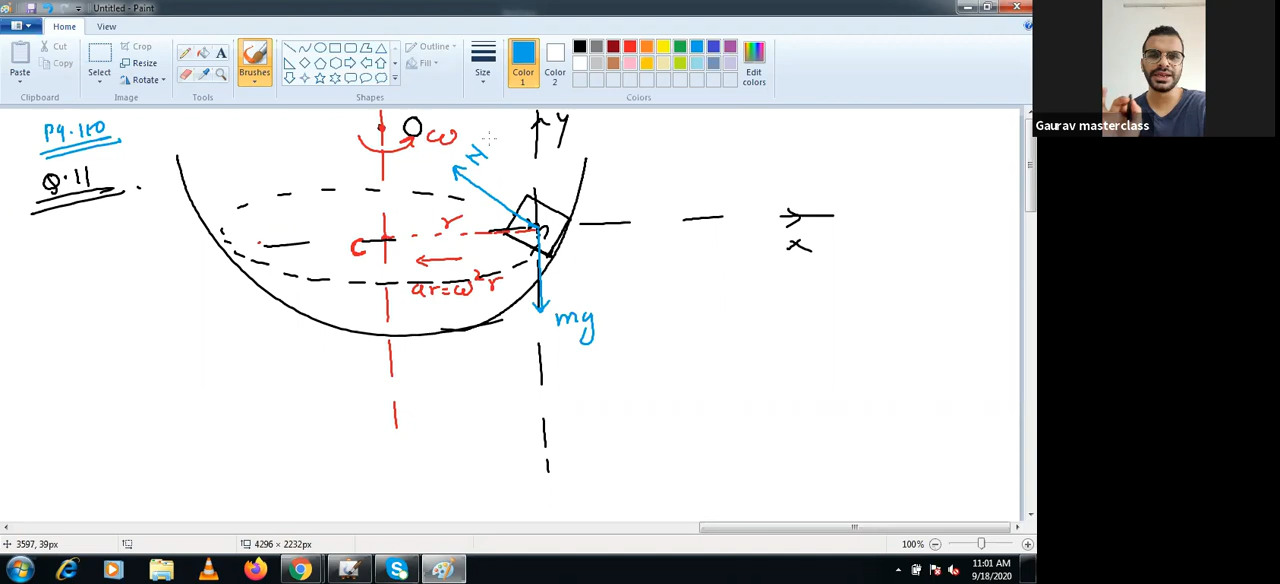 Untitled - Paint
Home
View
Paste
Cut
Copy
Clipboard
Select
Crop
Resize
Rotate
Image
Tools
Brushes
Outline
Fill
Shapes
Size
Color
1
Color
2
Edit
colors
Colors
Gaurav masterclass
Pg.110
Q.11
O
ω
N
y
r
C
m
ar=ω²r
mg
x
3597, 39px
4296 × 2232px
100%
11:01 AM
9/18/2020